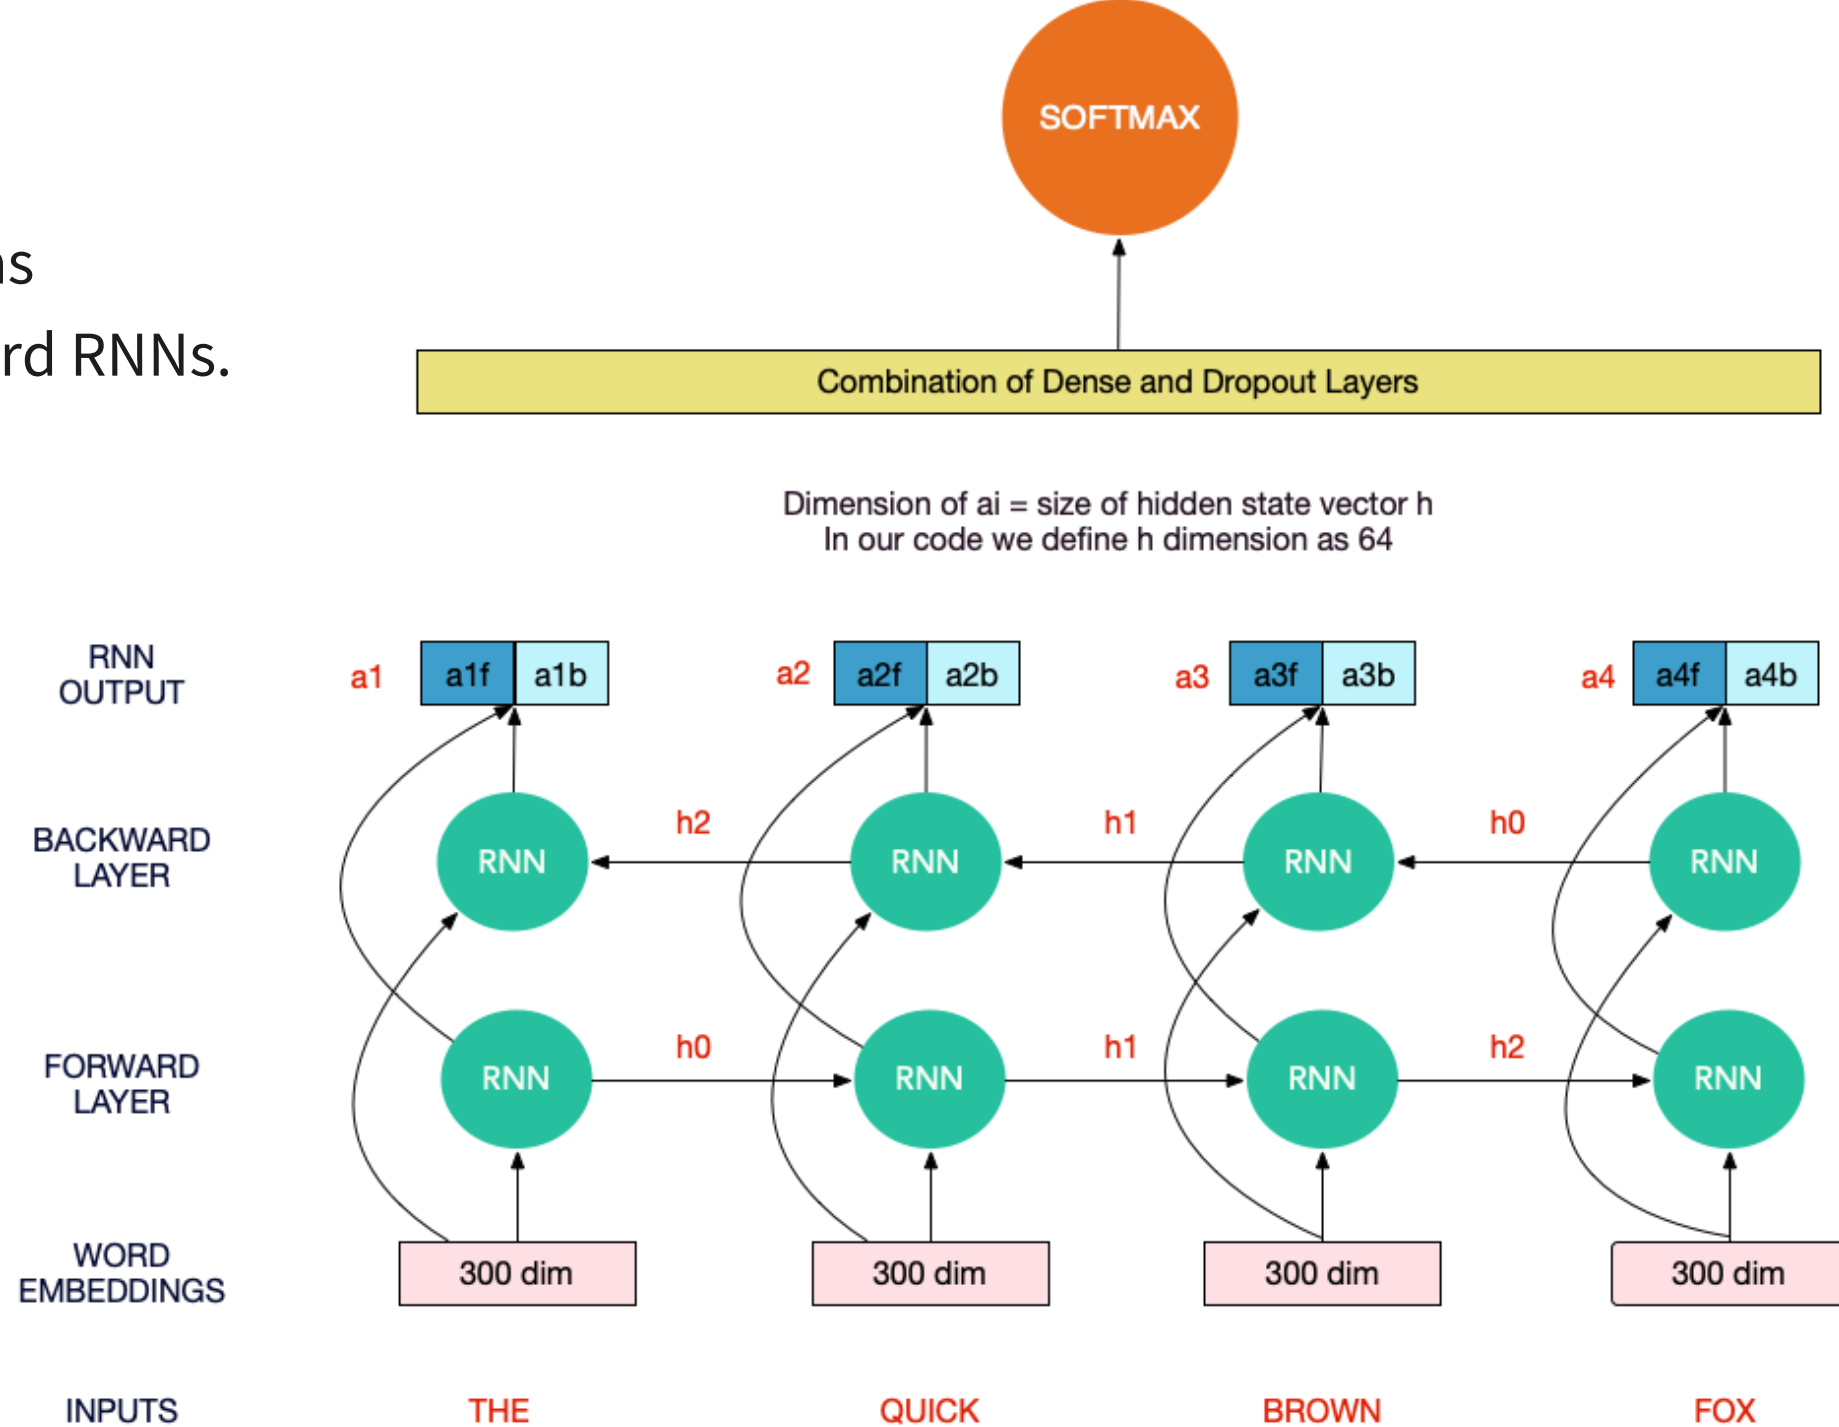 SOFTMAX
rd RNNs.
Combination of Dense and Dropout Layers
Dimension of ai = size of hidden state vector h
In our code we define h dimension as 64
RNN
OUTPUT
a1 a1f a1b a2 a2f a2b a3 a3f a3b a4 a4f a4b
h2 h1 h0
BACKWARD
LAYER
RNN RNN RNN RNN
h0 h1 h2
FORWARD
LAYER
RNN RNN RNN RNN
WORD
EMBEDDINGS
300 dim 300 dim 300 dim 300 dim
INPUTS THE QUICK BROWN FOX